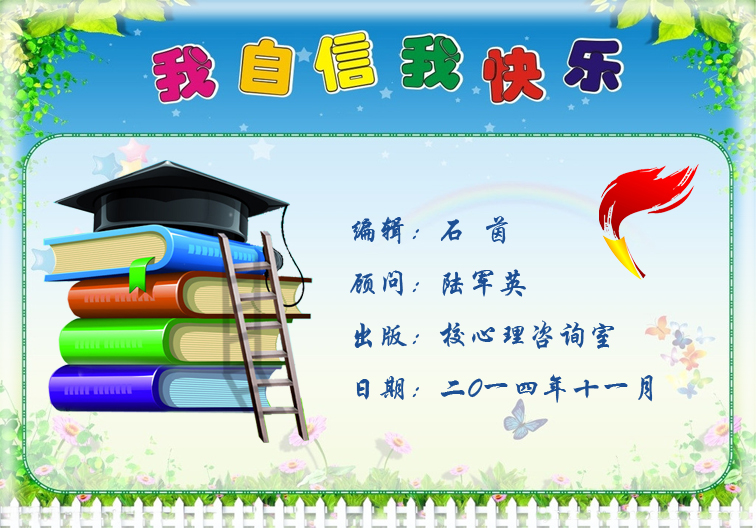 我自信我快乐
编辑：石 茵
顾问：陆军英
出版：校心理咨询室
日期：二0一四年十一月